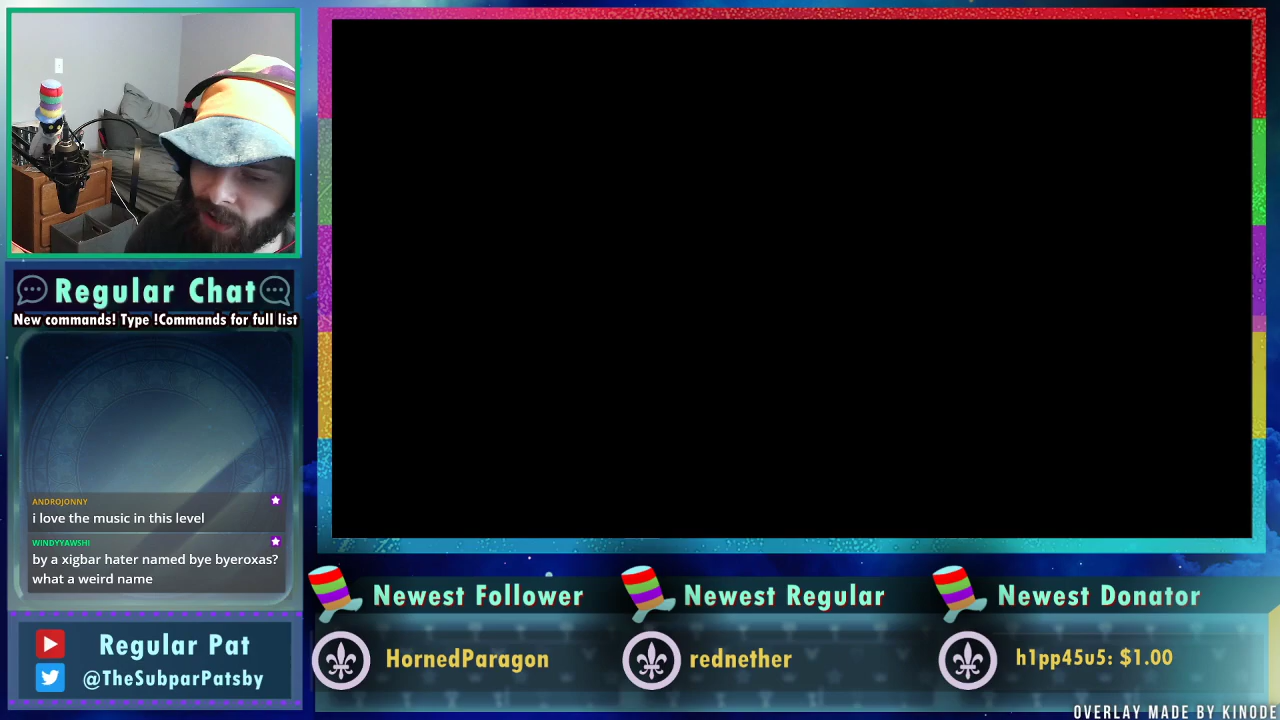 Regular Chat
New commands! Type !Commands for full list
ANDROJONNY
i love the music in this level
WINDYYAWSHI
by a xigbar hater named bye byeroxas?
what a weird name
Regular Pat
@TheSubparPatsby
Newest Follower
HornedParagon
Newest Regular
rednether
Newest Donator
h1pp45u5: $1.00
OVERLAY MADE BY KINODE